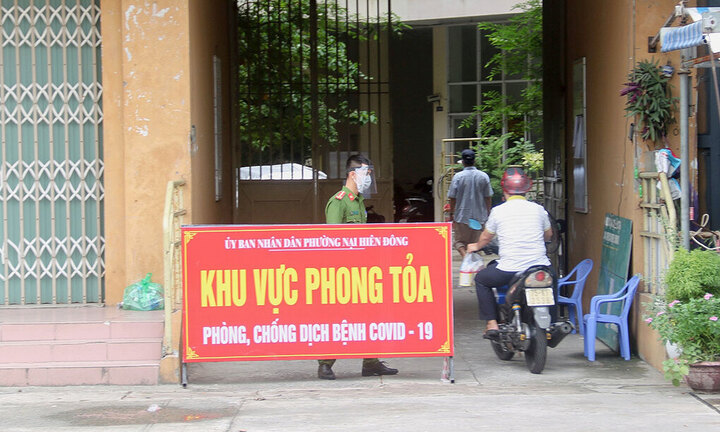 ỦY BAN NHÂN DÂN PHƯỜNG NẠI HIÊN ĐÔNG
KHU VỰC PHONG TỎA
PHÒNG, CHỐNG DỊCH BỆNH COVID - 19